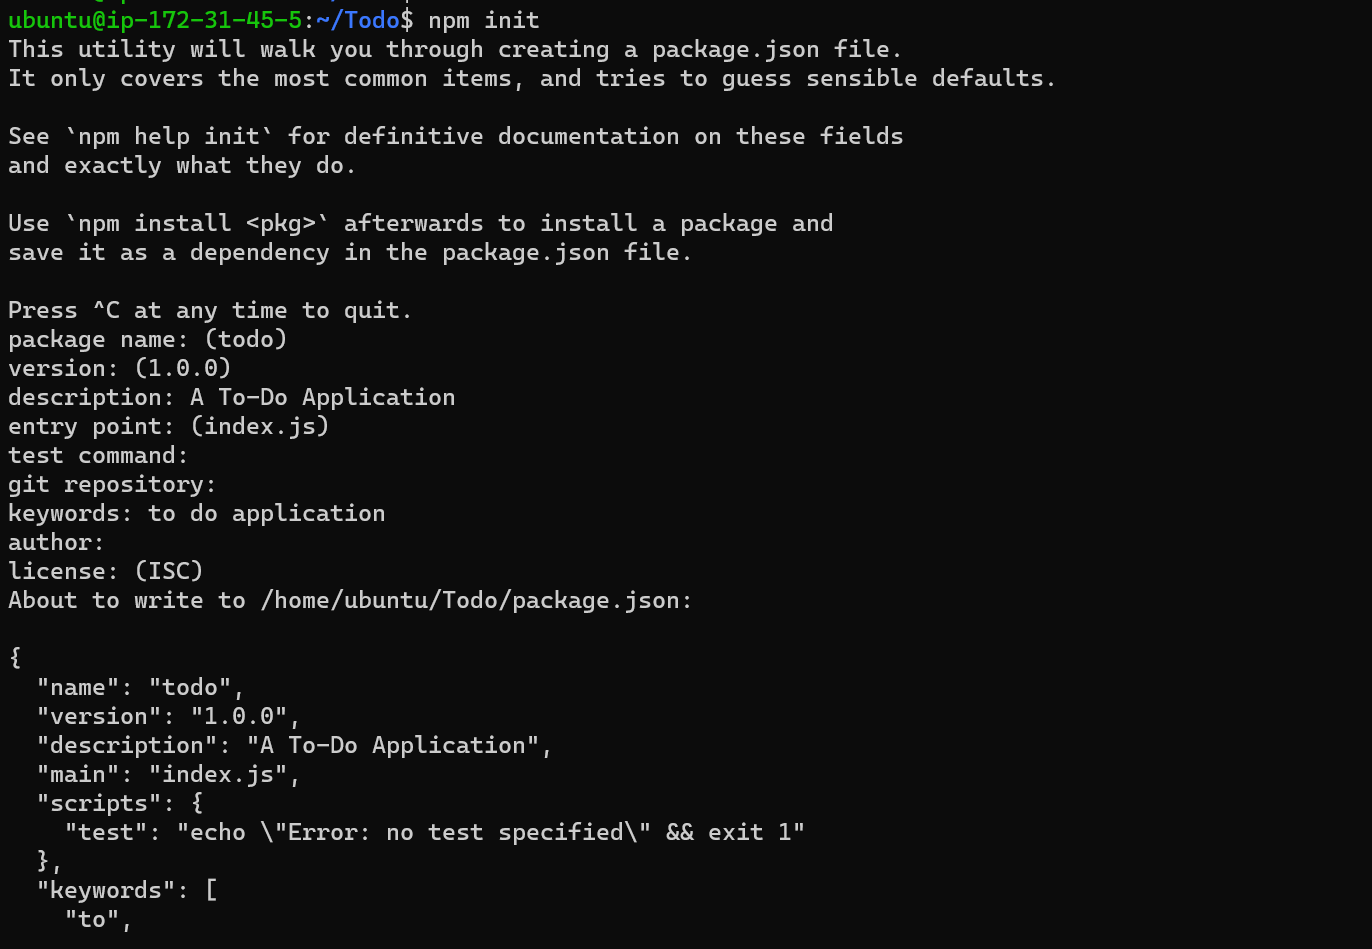 ubuntu@ip-172-31-45-5:~/Todo$ npm init
This utility will walk you through creating a package.json file.
It only covers the most common items, and tries to guess sensible defaults.
See `npm help init` for definitive documentation on these fields
and exactly what they do.
Use `npm install <pkg>` afterwards to install a package and
save it as a dependency in the package.json file.
Press ^C at any time to quit.
package name: (todo)
version: (1.0.0)
description: A To-Do Application
entry point: (index.js)
test command:
git repository:
keywords: to do application
author:
license: (ISC)
About to write to /home/ubuntu/Todo/package.json:
{
  "name": "todo",
  "version": "1.0.0",
  "description": "A To-Do Application",
  "main": "index.js",
  "scripts": {
    "test": "echo \"Error: no test specified\" && exit 1"
  },
  "keywords": [
    "to",